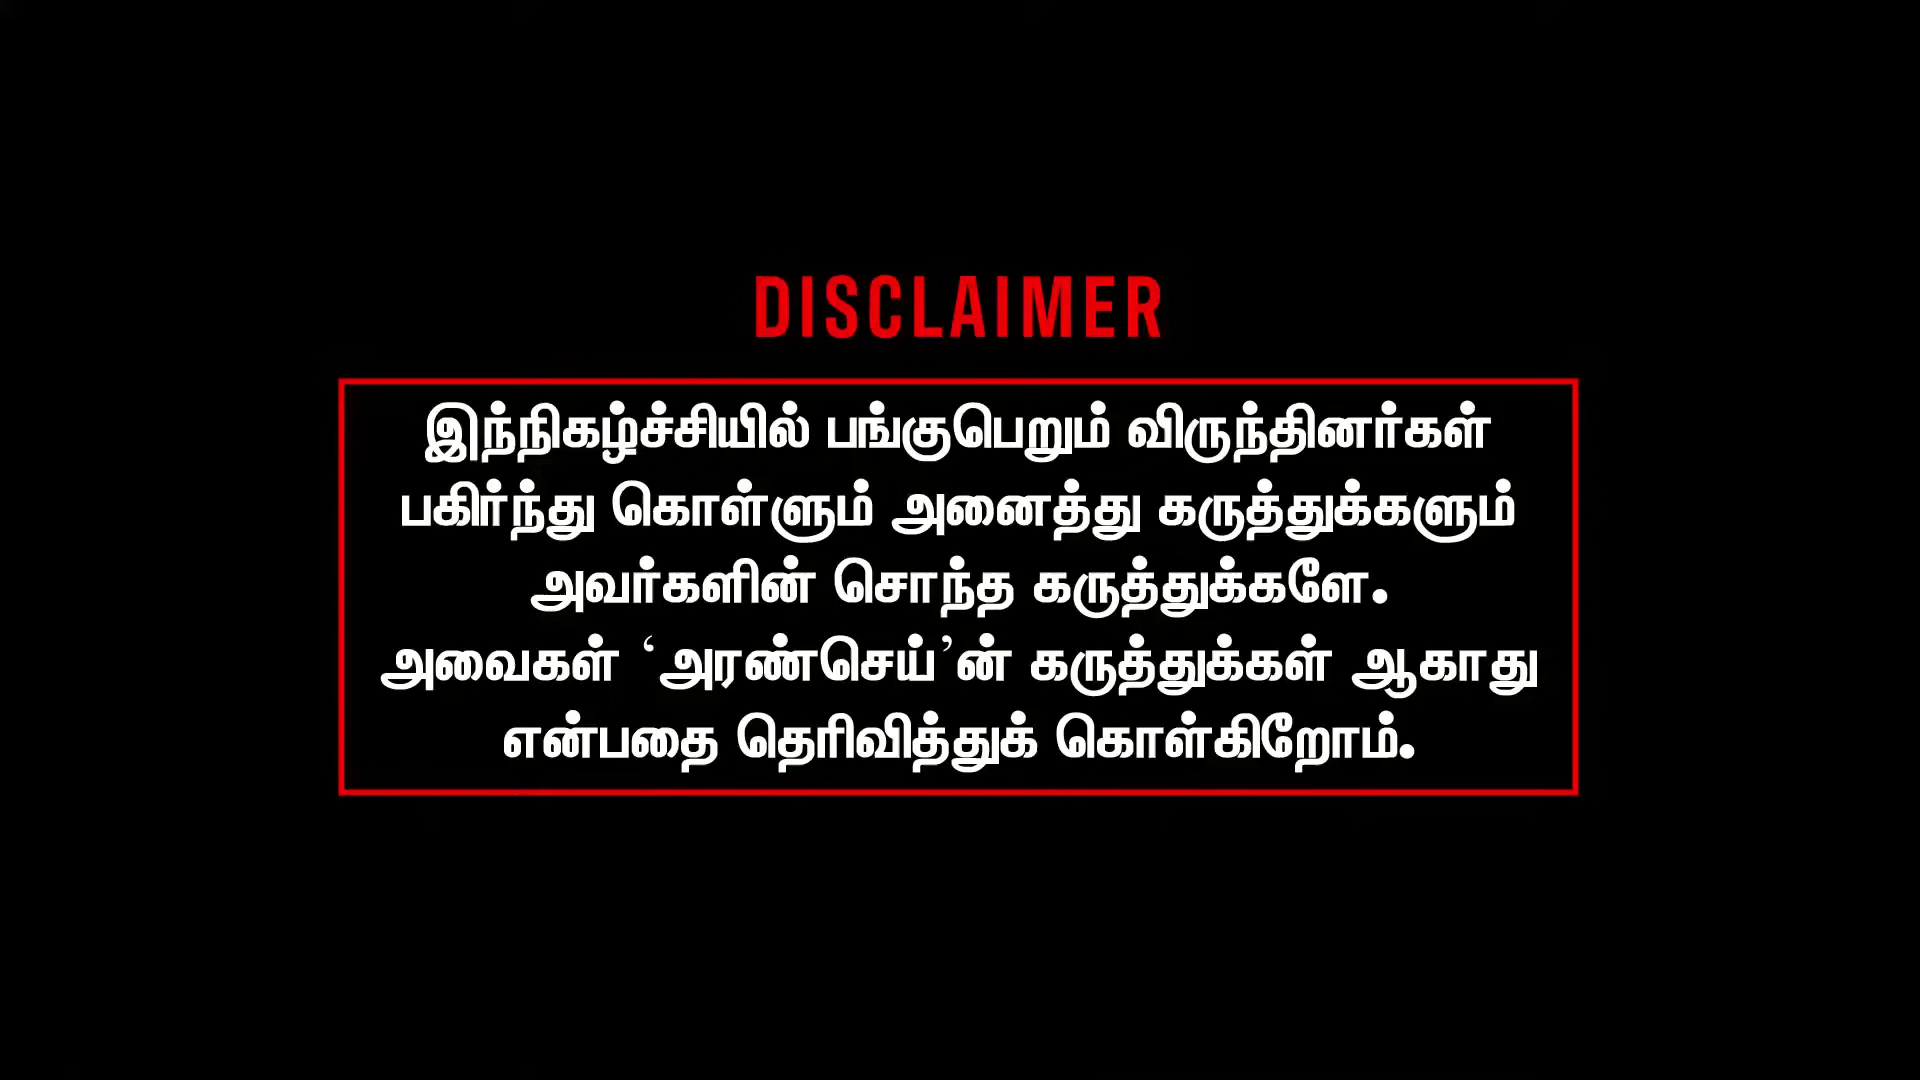 DISCLAIMER
இந்நிகழ்ச்சியில் பங்குபெறும் விருந்தினர்கள்
பகிர்ந்து கொள்ளும் அனைத்து கருத்துக்களும்
அவர்களின் சொந்த கருத்துக்களே.
அவைகள் ‘அரண்செய்’ன் கருத்துக்கள் ஆகாது
என்பதை தெரிவித்துக் கொள்கிறோம்.